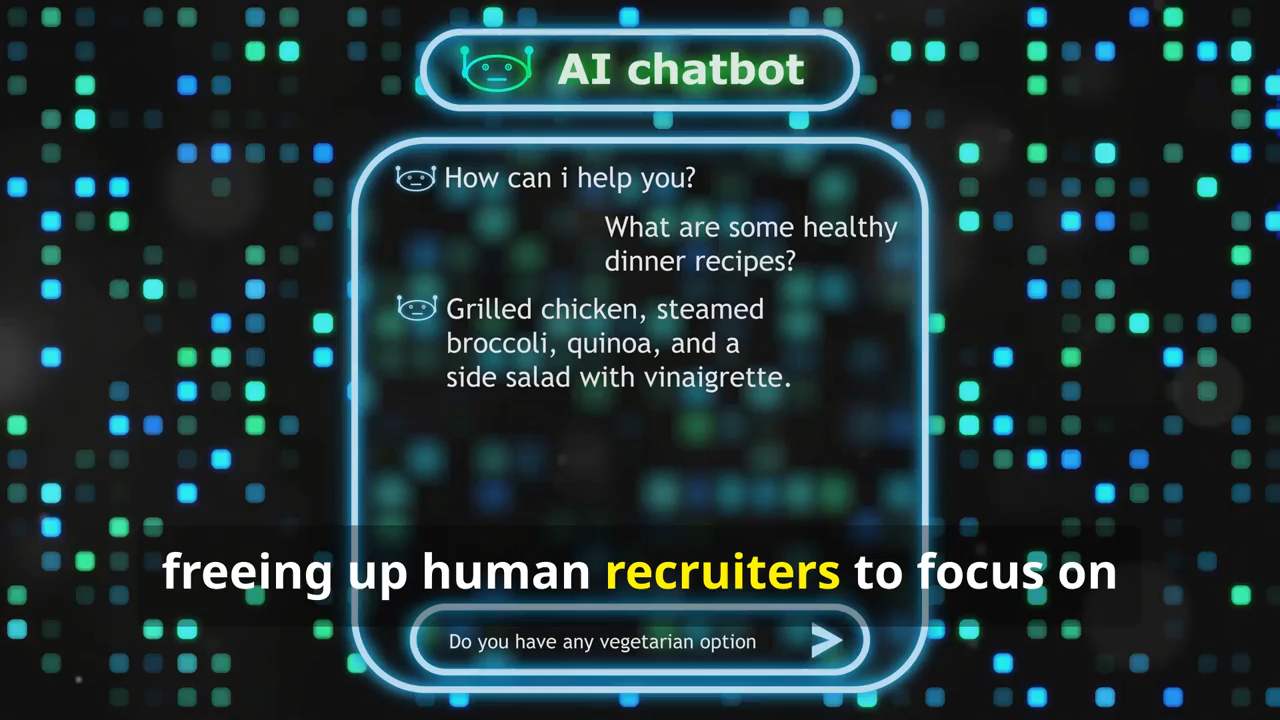 AI chatbot
How can i help you?
What are some healthy
dinner recipes?
Grilled chicken, steamed
broccoli, quinoa, and a
side salad with vinaigrette.
freeing up human recruiters to focus on
Do you have any vegetarian option